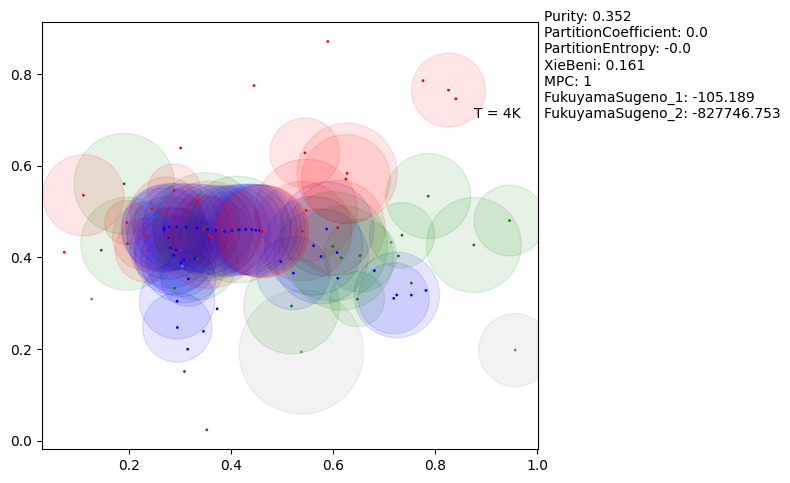 Purity: 0.352
PartitionCoefficient: 0.0
PartitionEntropy: -0.0
XieBeni: 0.161
MPC: 1
FukuyamaSugeno_1: -105.189
FukuyamaSugeno_2: -827746.753
0.8
T = 4K
0.6
0.4
0.2
0.0
0.2 0.4 0.6 0.8 1.0